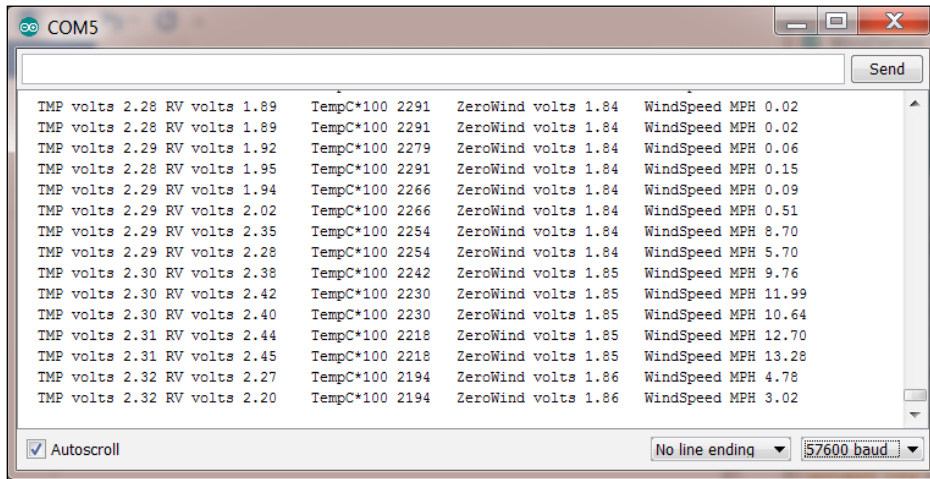 COM5
Send
TMP volts 2.28 RV volts 1.89 TempC*100 2291 ZeroWind volts 1.84 WindSpeed MPH 0.02
TMP volts 2.28 RV volts 1.89 TempC*100 2291 ZeroWind volts 1.84 WindSpeed MPH 0.02
TMP volts 2.29 RV volts 1.92 TempC*100 2279 ZeroWind volts 1.84 WindSpeed MPH 0.06
TMP volts 2.28 RV volts 1.95 TempC*100 2291 ZeroWind volts 1.84 WindSpeed MPH 0.15
TMP volts 2.29 RV volts 1.94 TempC*100 2266 ZeroWind volts 1.84 WindSpeed MPH 0.09
TMP volts 2.29 RV volts 2.02 TempC*100 2266 ZeroWind volts 1.84 WindSpeed MPH 0.51
TMP volts 2.29 RV volts 2.35 TempC*100 2254 ZeroWind volts 1.84 WindSpeed MPH 8.70
TMP volts 2.29 RV volts 2.28 TempC*100 2254 ZeroWind volts 1.84 WindSpeed MPH 5.70
TMP volts 2.30 RV volts 2.38 TempC*100 2242 ZeroWind volts 1.85 WindSpeed MPH 9.76
TMP volts 2.30 RV volts 2.42 TempC*100 2230 ZeroWind volts 1.85 WindSpeed MPH 11.99
TMP volts 2.30 RV volts 2.40 TempC*100 2230 ZeroWind volts 1.85 WindSpeed MPH 10.64
TMP volts 2.31 RV volts 2.44 TempC*100 2218 ZeroWind volts 1.85 WindSpeed MPH 12.70
TMP volts 2.31 RV volts 2.45 TempC*100 2218 ZeroWind volts 1.85 WindSpeed MPH 13.28
TMP volts 2.32 RV volts 2.27 TempC*100 2194 ZeroWind volts 1.86 WindSpeed MPH 4.78
TMP volts 2.32 RV volts 2.20 TempC*100 2194 ZeroWind volts 1.86 WindSpeed MPH 3.02
Autoscroll No line ending 57600 baud